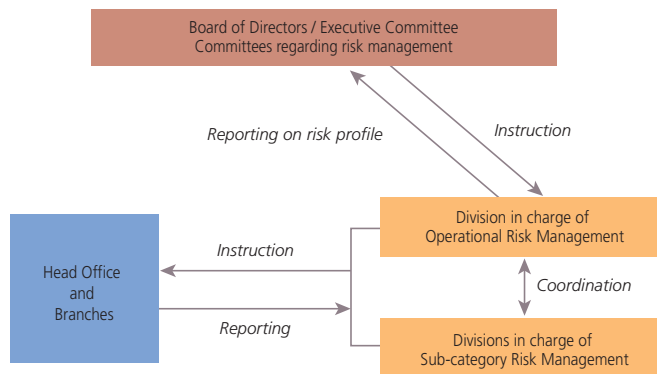 Board of Directors / Executive Committee
Committees regarding risk management
Reporting on risk profile
Instruction
Division in charge of
Operational Risk Management
Head Office
and
Branches
Instruction
Reporting
Coordination
Divisions in charge of
Sub-category Risk Management